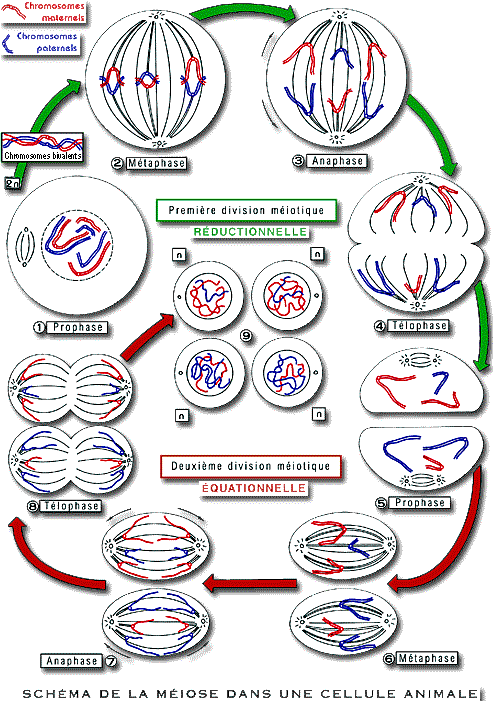 Chromosomes
maternels
Chromosomes
paternels
Chromosomes bivalents
2n
② Métaphase
③ Anaphase
① Prophase
Première division méiotique
RÉDUCTIONNELLE
n
n
④ Télophase
⑨
n
n
⑤ Prophase
Deuxième division méiotique
ÉQUATIONNELLE
⑧ Télophase
Anaphase ⑦
⑥ Métaphase
SCHÉMA DE LA MÉIOSE DANS UNE CELLULE ANIMALE